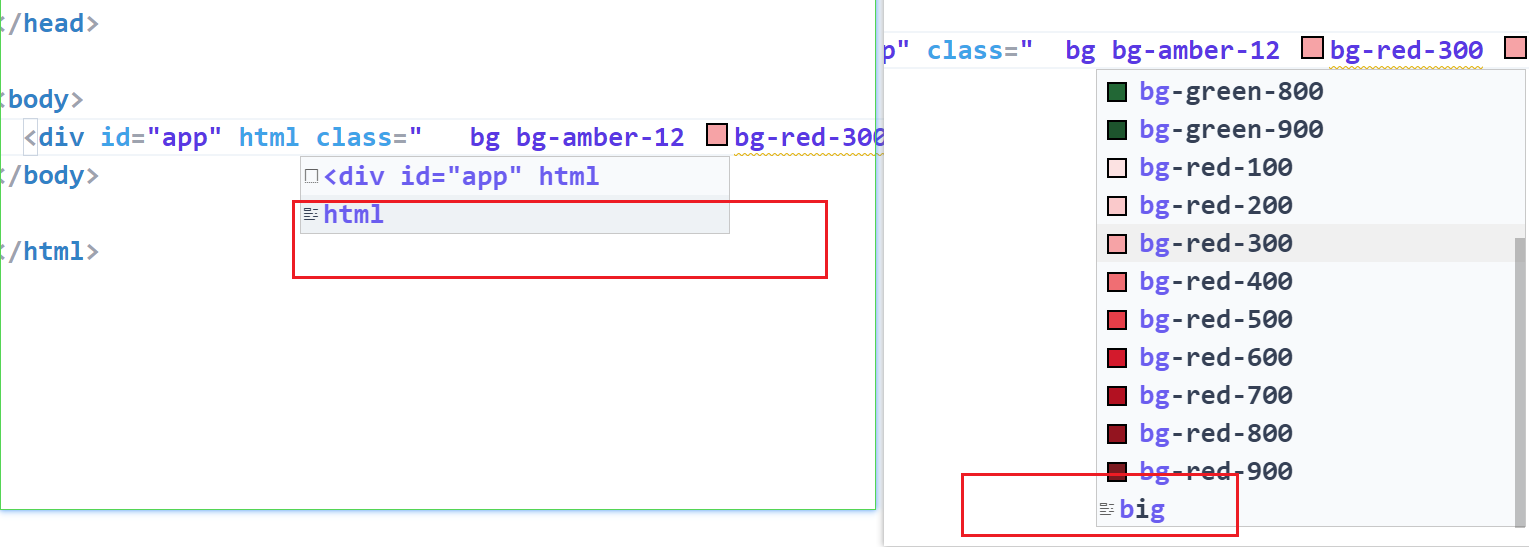 </head>
<body>
<div id="app" html class=" bg bg-amber-12 bg-red-300
<div id="app" html
html
</body>
</html>
p" class=" bg bg-amber-12 bg-red-300
bg-green-800
bg-green-900
bg-red-100
bg-red-200
bg-red-300
bg-red-400
bg-red-500
bg-red-600
bg-red-700
bg-red-800
bg-red-900
big